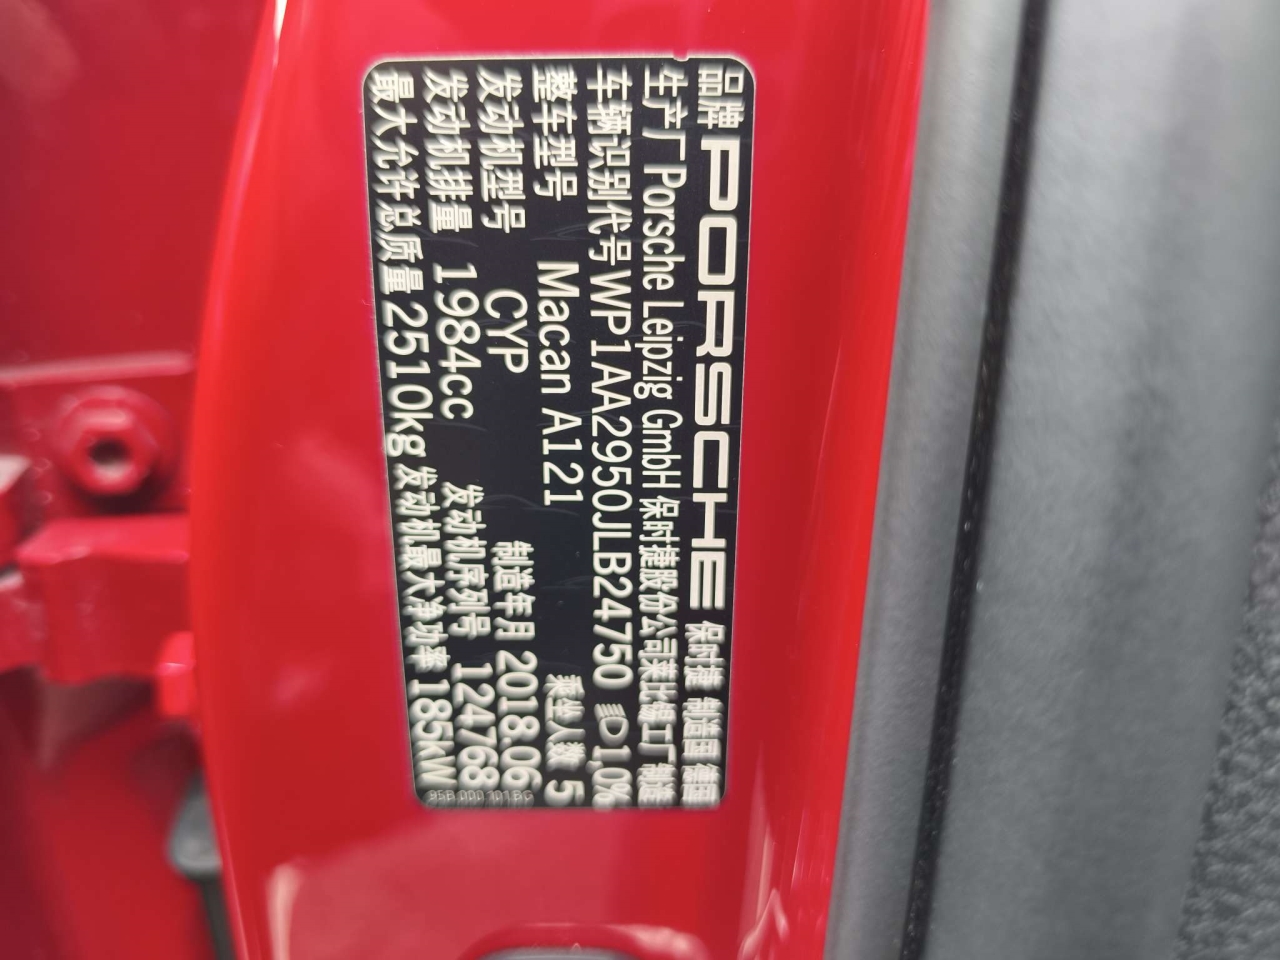 品牌 PORSCHE 保时捷 制造国 德国
生产厂 Porsche Leipzig GmbH 保时捷股份公司莱比锡工厂 制造
车辆识别代号 WP1AA2950JLB24750 1,0%
整车型号 Macan A121 乘坐人数 5
发动机型号 CYP 制造年月 2018.06
发动机排量 1984cc 发动机序列号 124768
最大允许总质量 2510kg 发动机最大净功率 185kW
95B 000 101 BG